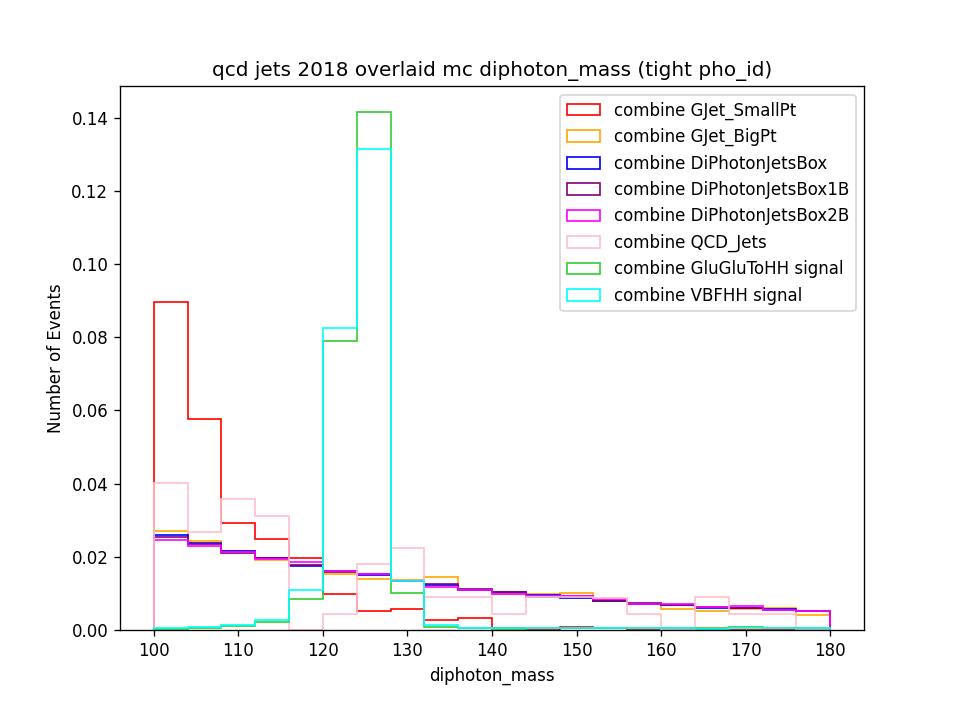 qcd jets 2018 overlaid mc diphoton_mass (tight pho_id)
combine GJet_SmallPt
combine GJet_BigPt
combine DiPhotonJetsBox
combine DiPhotonJetsBox1B
combine DiPhotonJetsBox2B
combine QCD_Jets
combine GluGluToHH signal
combine VBFHH signal
Number of Events
0.14
0.12
0.10
0.08
0.06
0.04
0.02
0.00
100 110 120 130 140 150 160 170 180
diphoton_mass